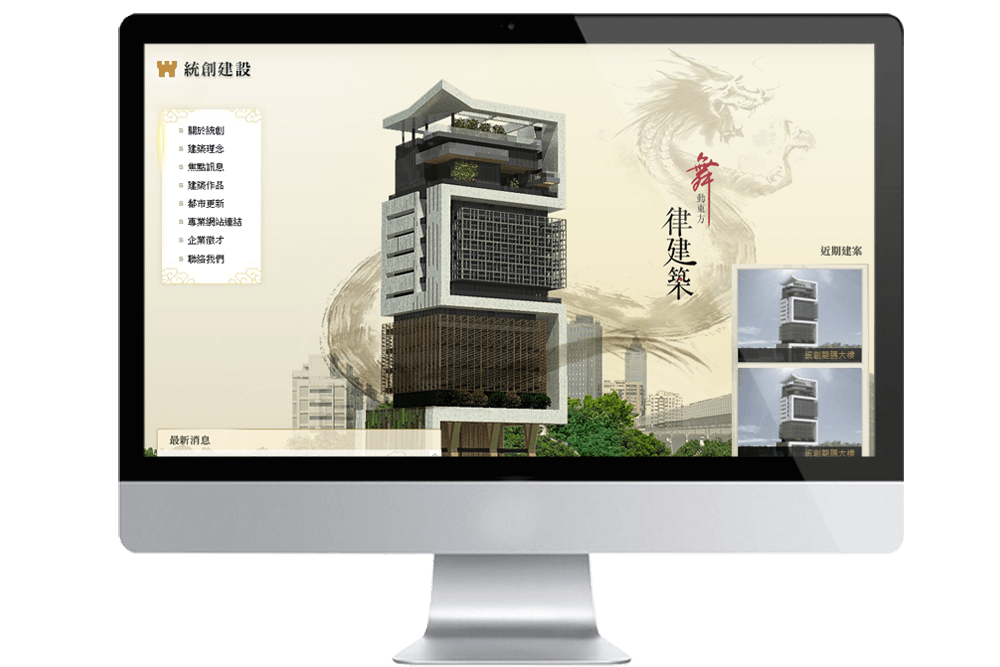 統創建設
關於統創
建築理念
焦點訊息
建築作品
都市更新
專業網站連結
企業徵才
聯絡我們
舞
動東方
律建築
近期建案
統創龍騰大樓
統創龍騰大樓
最新消息